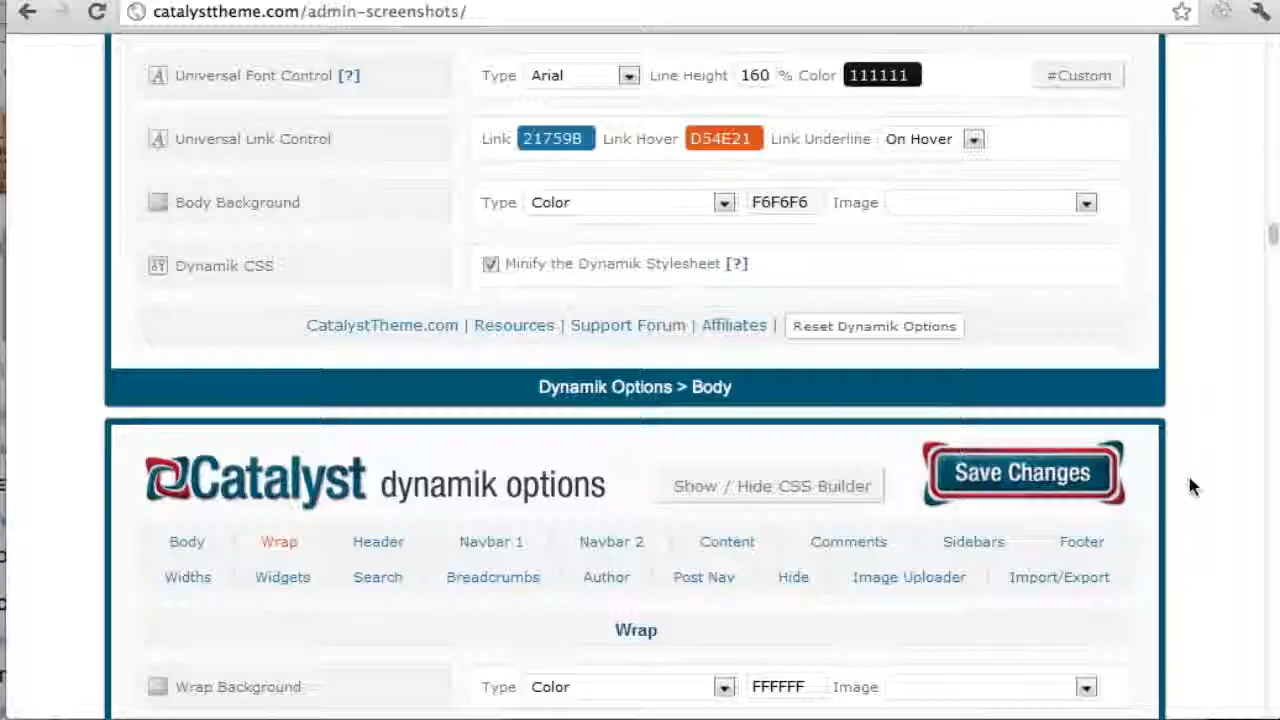 catalysttheme.com/admin-screenshots/
Universal Font Control [?] Type Arial Line Height 160 % Color 111111 #Custom
Universal Link Control Link 21759B Link Hover D54E21 Link Underline On Hover
Body Background Type Color F6F6F6 Image
Dynamik CSS Minify the Dynamik Stylesheet [?]
CatalystTheme.com | Resources | Support Forum | Affiliates | Reset Dynamik Options
Dynamik Options > Body
Catalyst dynamik options Show / Hide CSS Builder Save Changes
Body Wrap Header Navbar 1 Navbar 2 Content Comments Sidebars Footer
Widths Widgets Search Breadcrumbs Author Post Nav Hide Image Uploader Import/Export
Wrap
Wrap Background Type Color FFFFFF Image